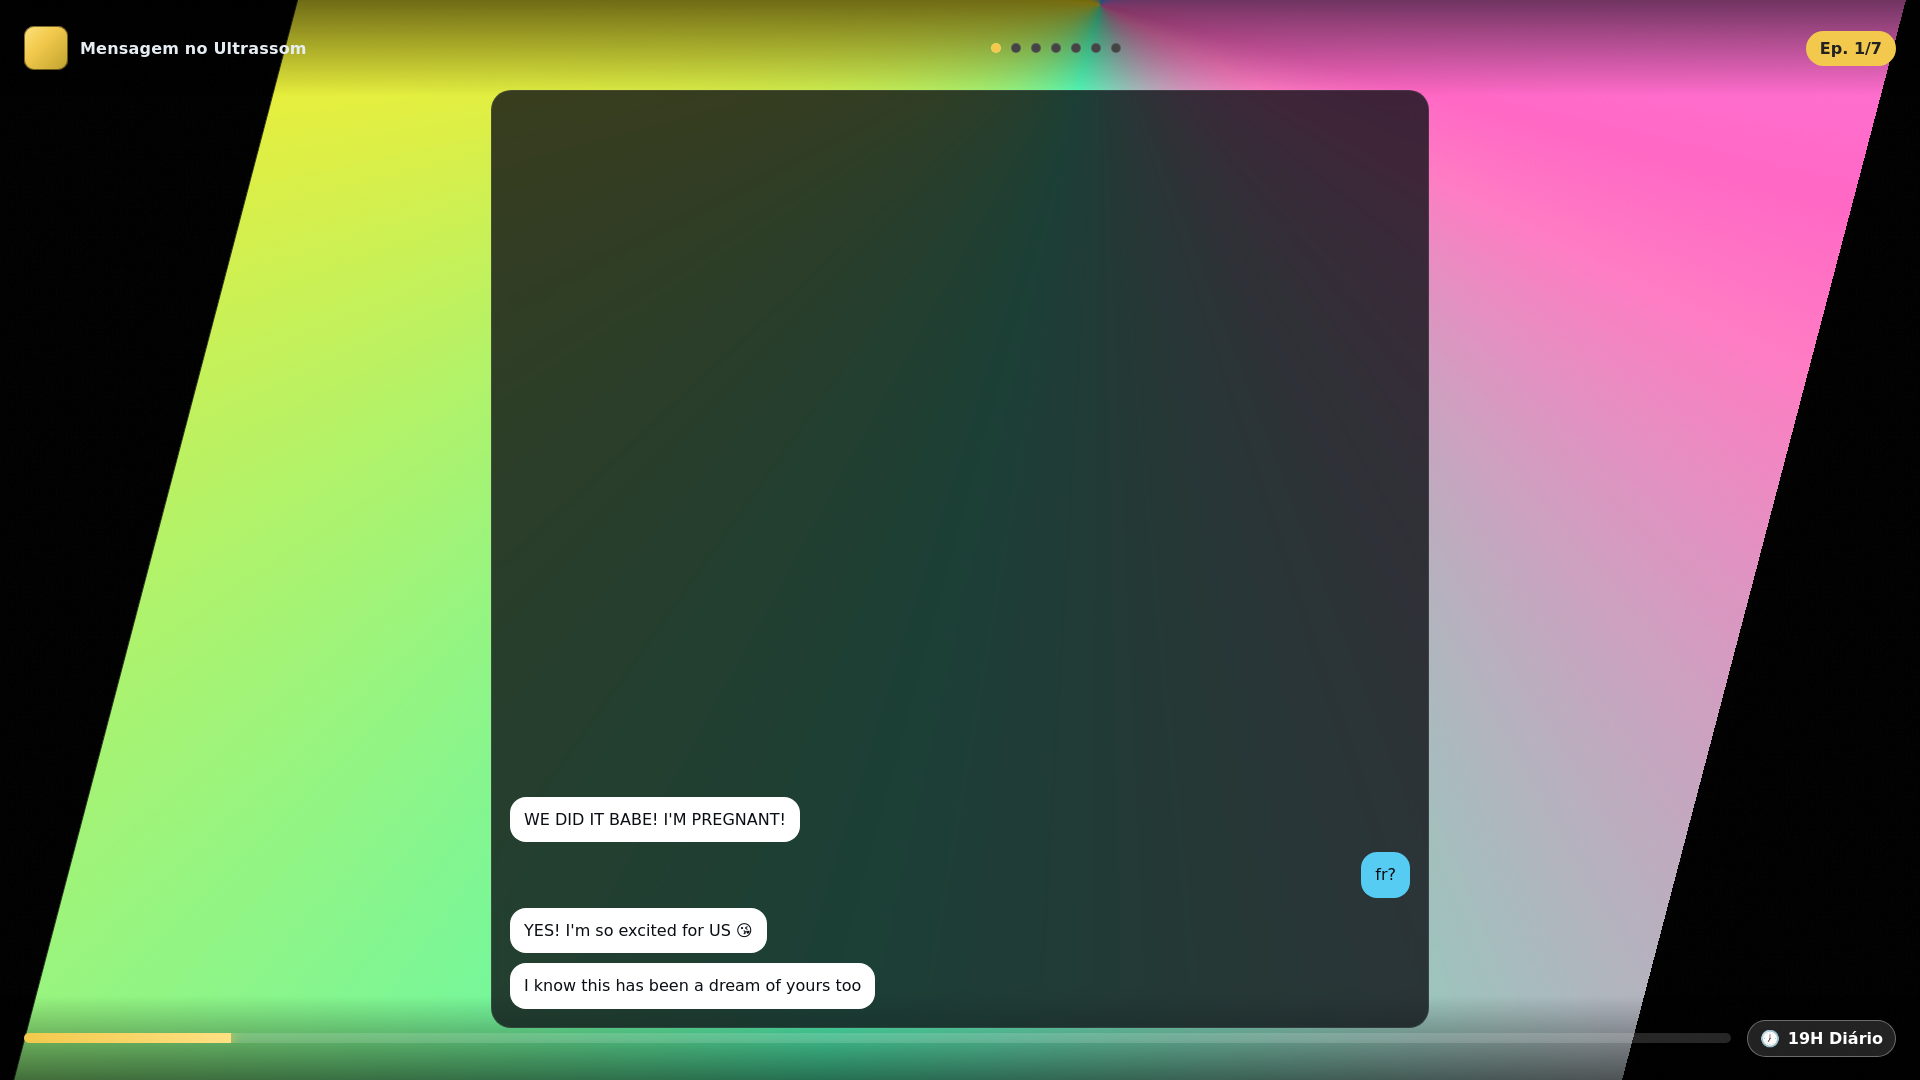 Mensagem no Ultrassom
Ep. 1/7
WE DID IT BABE! I'M PREGNANT!
fr?
YES! I'm so excited for US 😘
I know this has been a dream of yours too
🕖 19H Diário